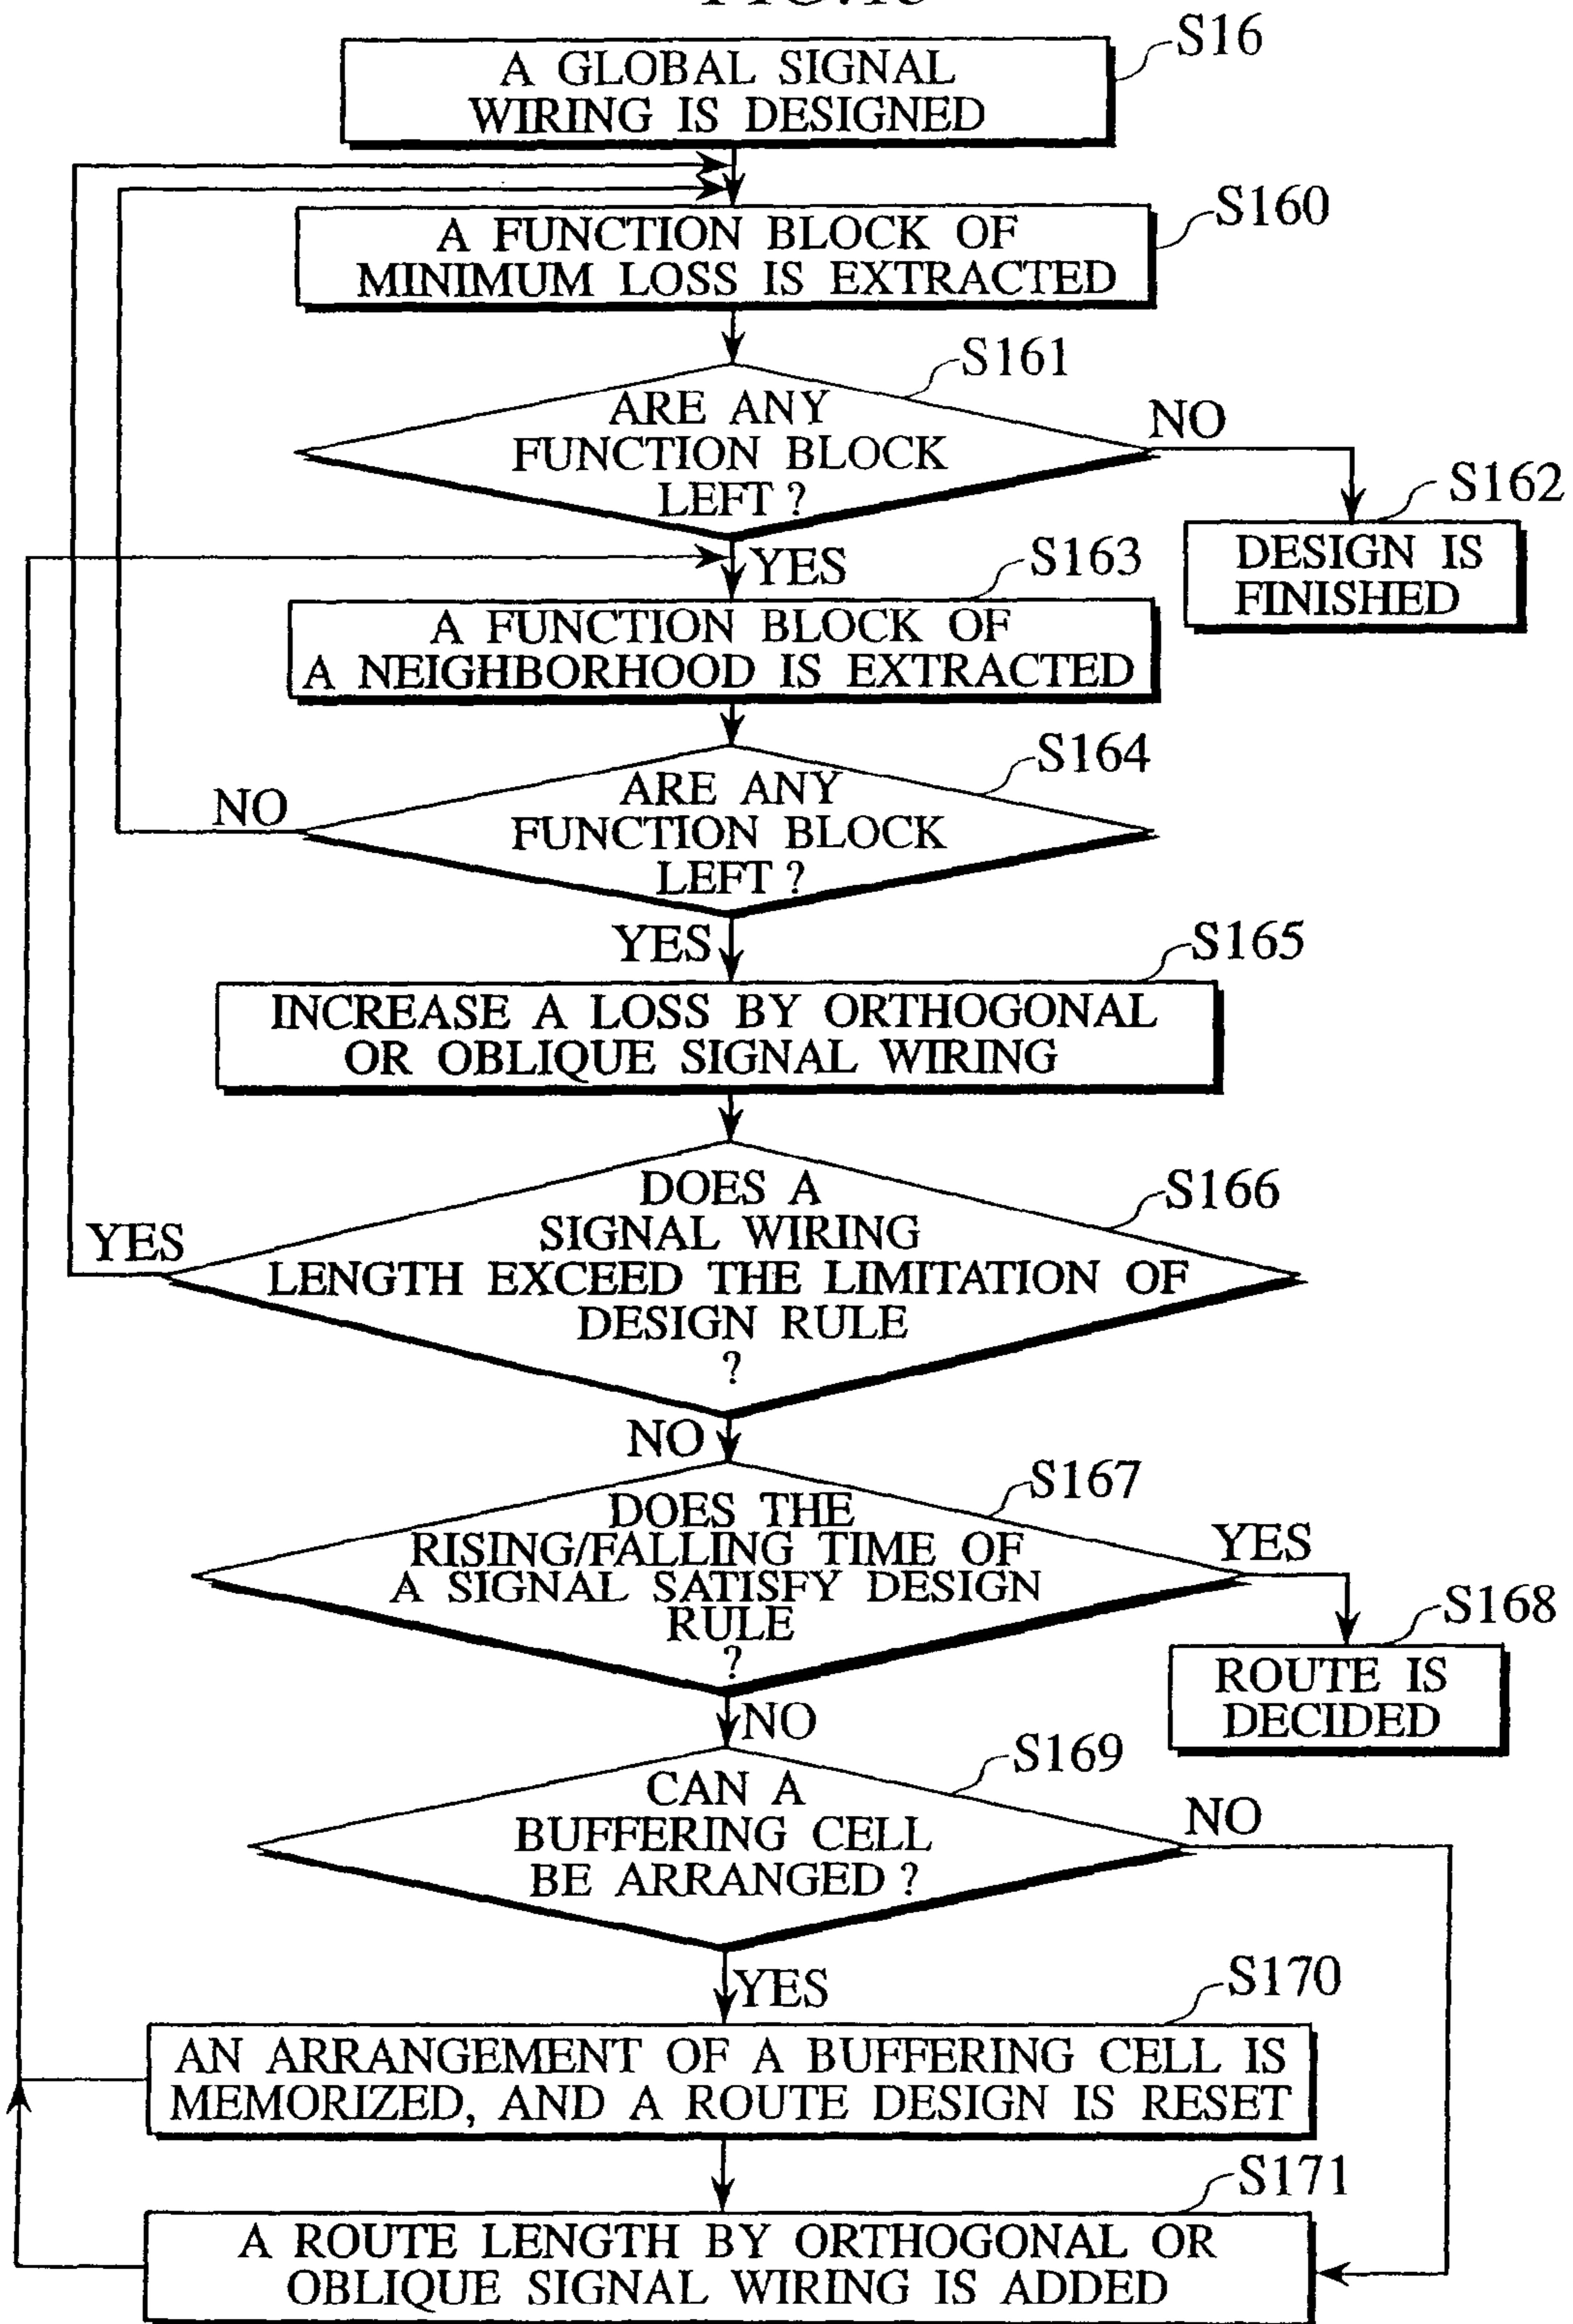 S16
A GLOBAL SIGNAL
WIRING IS DESIGNED
S160
A FUNCTION BLOCK OF
MINIMUM LOSS IS EXTRACTED
S161
ARE ANY
FUNCTION BLOCK
LEFT ?
NO
S162
DESIGN IS
FINISHED
YES
S163
A FUNCTION BLOCK OF
A NEIGHBORHOOD IS EXTRACTED
S164
ARE ANY
FUNCTION BLOCK
LEFT ?
NO
YES
S165
INCREASE A LOSS BY ORTHOGONAL
OR OBLIQUE SIGNAL WIRING
S166
DOES A
SIGNAL WIRING
LENGTH EXCEED THE LIMITATION OF
DESIGN RULE
?
YES
NO
S167
DOES THE
RISING/FALLING TIME OF
A SIGNAL SATISFY DESIGN
RULE
?
YES
S168
ROUTE IS
DECIDED
NO
S169
CAN A
BUFFERING CELL
BE ARRANGED ?
NO
YES
S170
AN ARRANGEMENT OF A BUFFERING CELL IS
MEMORIZED, AND A ROUTE DESIGN IS RESET
S171
A ROUTE LENGTH BY ORTHOGONAL OR
OBLIQUE SIGNAL WIRING IS ADDED